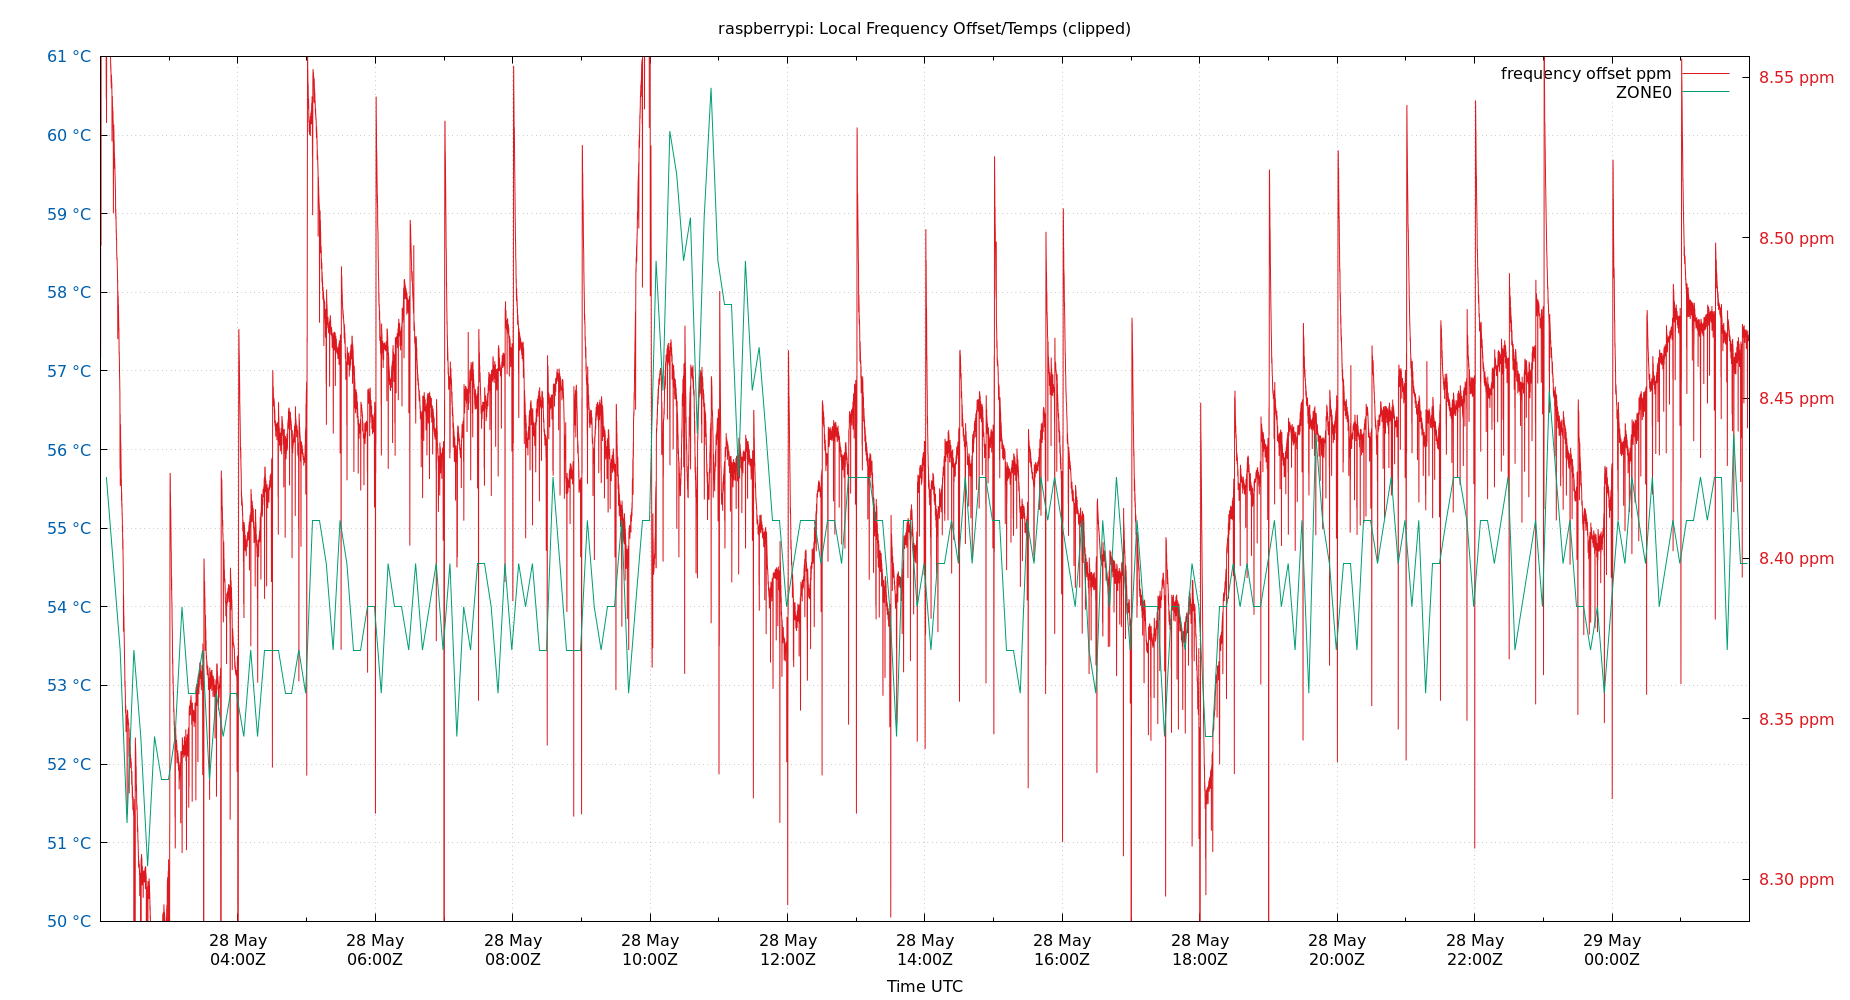 raspberrypi: Local Frequency Offset/Temps (clipped)
frequency offset ppm
ZONE0
61 °C
60 °C
59 °C
58 °C
57 °C
56 °C
55 °C
54 °C
53 °C
52 °C
51 °C
50 °C
8.55 ppm
8.50 ppm
8.45 ppm
8.40 ppm
8.35 ppm
8.30 ppm
28 May
04:00Z
28 May
06:00Z
28 May
08:00Z
28 May
10:00Z
28 May
12:00Z
28 May
14:00Z
28 May
16:00Z
28 May
18:00Z
28 May
20:00Z
28 May
22:00Z
29 May
00:00Z
Time UTC